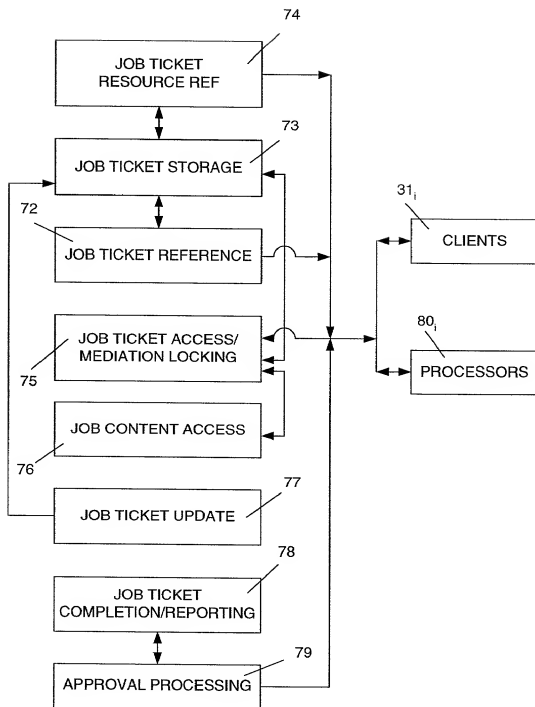 74
JOB TICKET
RESOURCE REF
73
JOB TICKET STORAGE
31i
72
JOB TICKET REFERENCE
CLIENTS
80i
JOB TICKET ACCESS/
MEDIATION LOCKING
75
PROCESSORS
JOB CONTENT ACCESS
76
77
JOB TICKET UPDATE
78
JOB TICKET
COMPLETION/REPORTING
79
APPROVAL PROCESSING